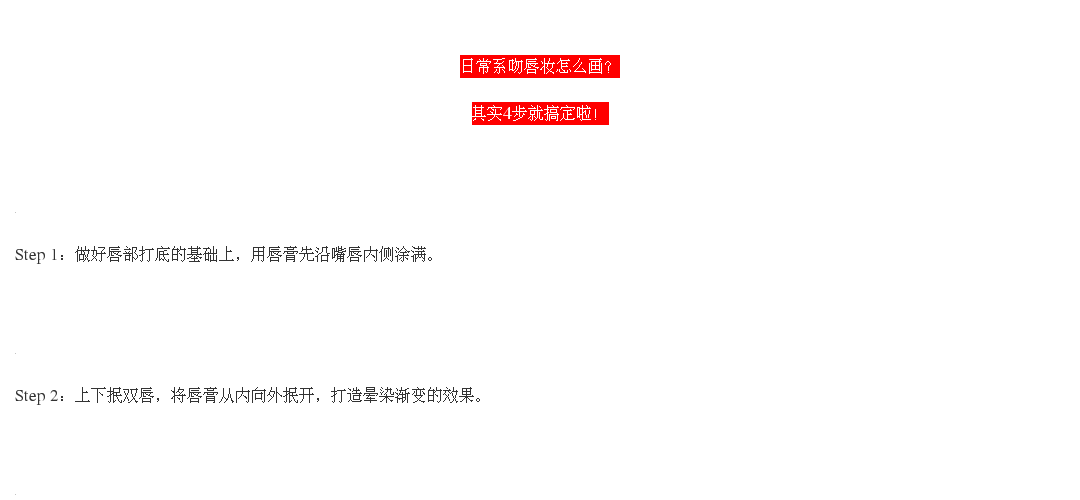 日常系吻唇妆怎么画？
其实4步就搞定啦！
Step 1：做好唇部打底的基础上，用唇膏先沿嘴唇内侧涂满。
Step 2：上下抿双唇，将唇膏从内向外抿开，打造晕染渐变的效果。